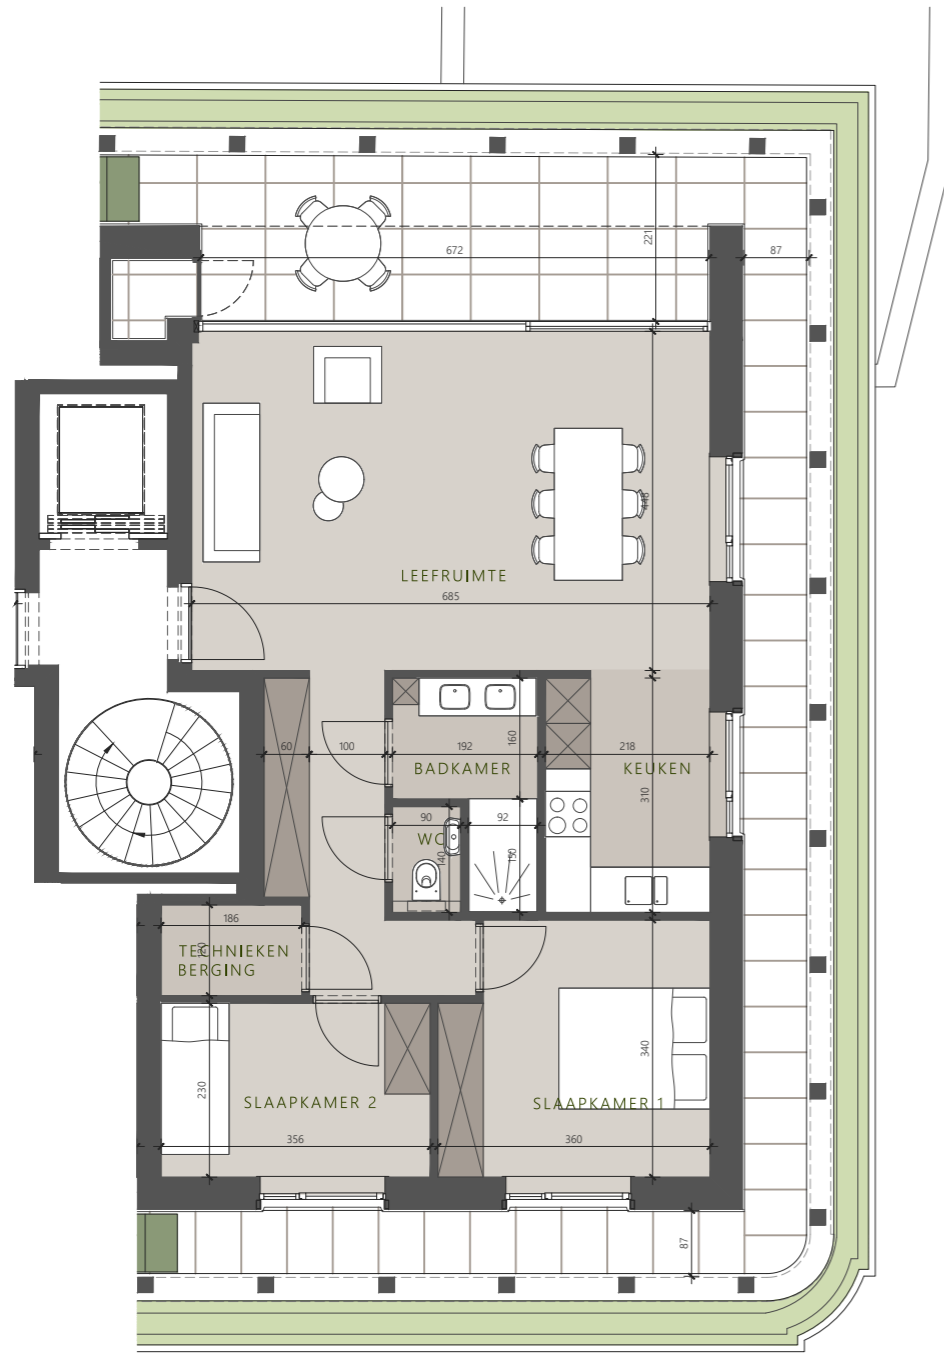 221
672
87
448
LEEFRUIMTE
685
60
100
192
160
218
BADKAMER
KEUKEN
310
90
92
WC
140
150
186
120
TECHNIEKEN
BERGING
340
230
SLAAPKAMER 2
SLAAPKAMER 1
356
360
87